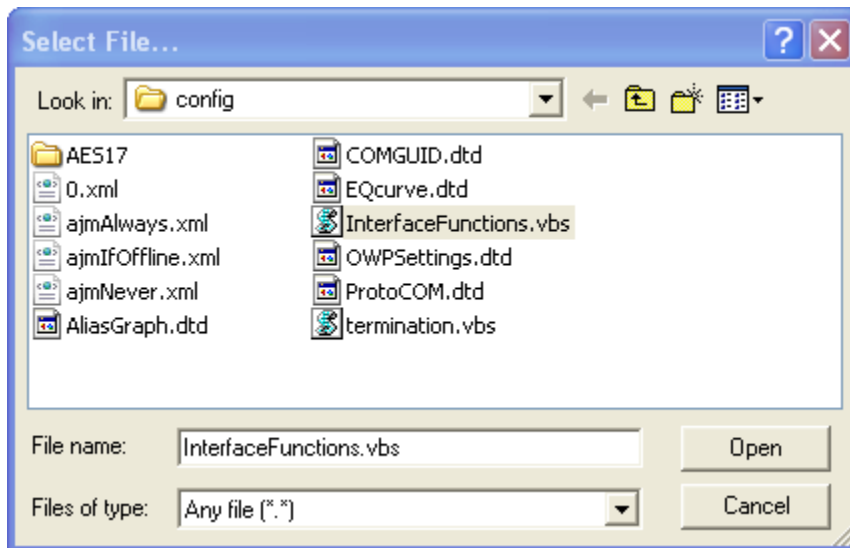 Select File...
Look in: config
AES17
0.xml
ajmAlways.xml
ajmIfOffline.xml
ajmNever.xml
AliasGraph.dtd
COMGUID.dtd
EQcurve.dtd
InterfaceFunctions.vbs
OWPSettings.dtd
ProtoCOM.dtd
termination.vbs
File name: InterfaceFunctions.vbs Open
Files of type: Any file (*.*) Cancel